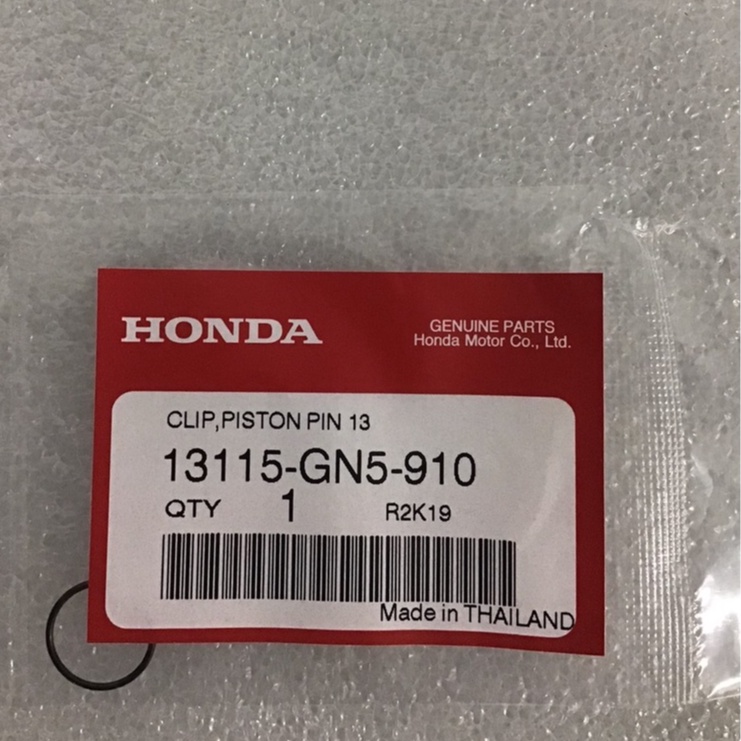 HONDA
GENUINE PARTS
Honda Motor Co., Ltd.
CLIP,PISTON PIN 13
13115-GN5-910
QTY 1 R2K19
Made in THAILAND